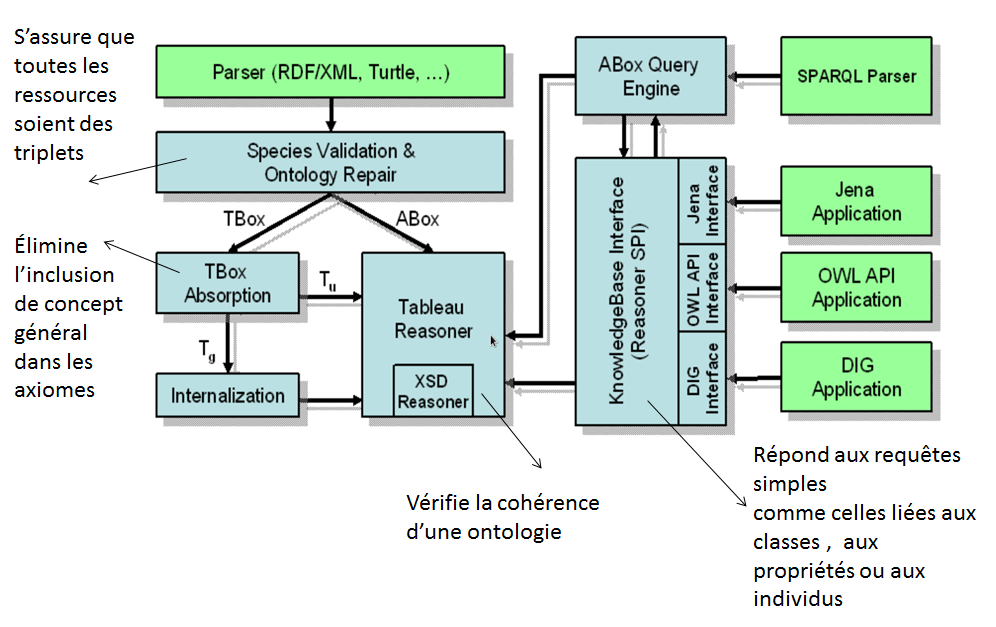 S'assure que
toutes les
ressources
soient des
triplets
Élimine
l'inclusion
de concept
général
dans les
axiomes
Parser (RDF/XML, Turtle, ...)
Species Validation &
Ontology Repair
TBox
ABox
TBox
Absorption
Tu
Tg
Internalization
Tableau
Reasoner
XSD
Reasoner
Vérifie la cohérence
d'une ontologie
ABox Query
Engine
SPARQL Parser
KnowledgeBase Interface
(Reasoner SPI)
Jena
Interface
OWL API
Interface
DIG
Interface
Jena
Application
OWL API
Application
DIG
Application
Répond aux requêtes
simples
comme celles liées aux
classes , aux
propriétés ou aux
individus